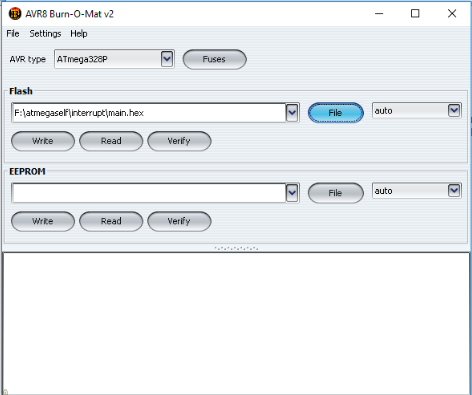 AVR8 Burn-O-Mat v2
File Settings Help
AVR type ATmega328P Fuses
Flash
F:\atmegaself\interrupt\main.hex File auto
Write Read Verify
EEPROM
File auto
Write Read Verify